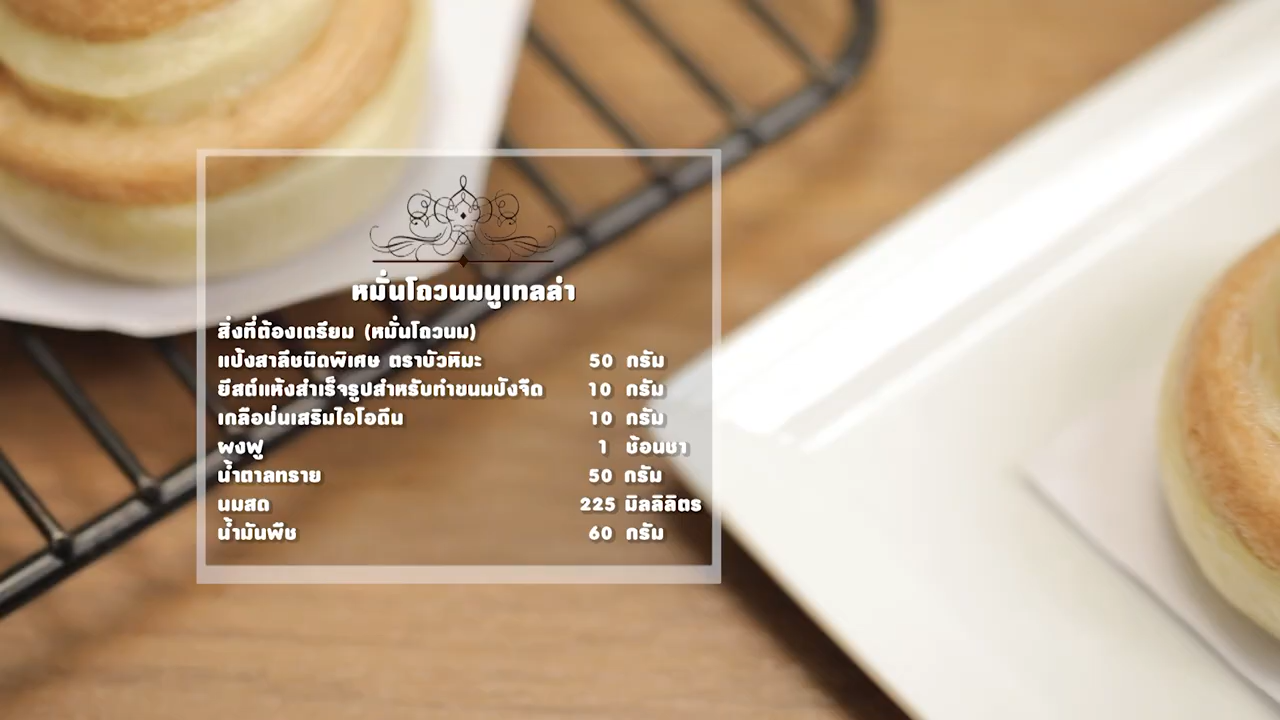 หมั่นโถวนมนูเทลล่า
สิ่งที่ต้องเตรียม (หมั่นโถวนม)
แป้งสาลีชนิดพิเศษ ตราบัวหิมะ 50 กรัม
ยีสต์แห้งสำเร็จรูปสำหรับทำขนมปังจืด 10 กรัม
เกลือป่นเสริมไอโอดีน 10 กรัม
ผงฟู 1 ช้อนชา
น้ำตาลทราย 50 กรัม
นมสด 225 มิลลิลิตร
น้ำมันพืช 60 กรัม